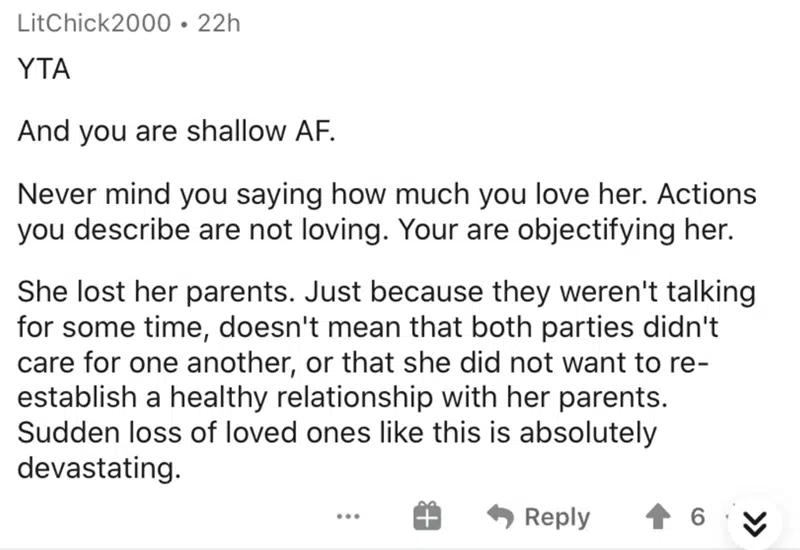 LitChick2000 • 22h
YTA
And you are shallow AF.
Never mind you saying how much you love her. Actions
you describe are not loving. Your are objectifying her.
She lost her parents. Just because they weren't talking
for some time, doesn't mean that both parties didn't
care for one another, or that she did not want to re-
establish a healthy relationship with her parents.
Sudden loss of loved ones like this is absolutely
devastating.
... Reply 6